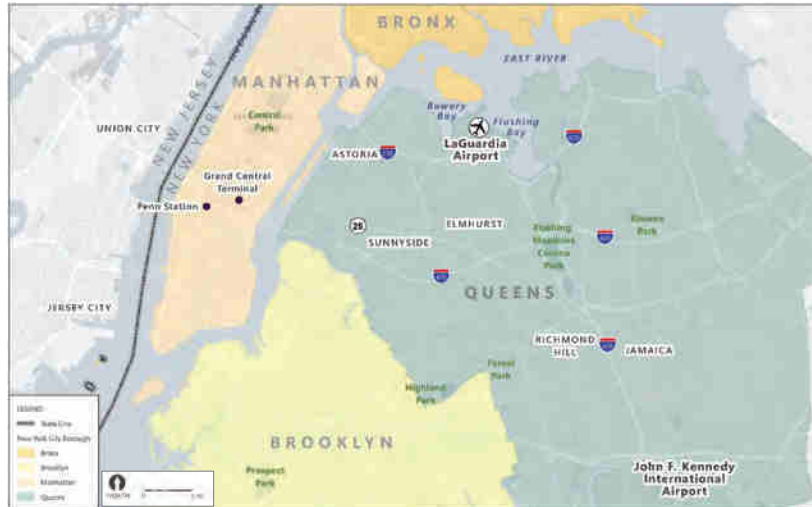 BRONX
EAST RIVER
MANHATTAN
NEW JERSEY
NEW YORK
Bowery
Bay
Flushing
Bay
UNION CITY
Central
Park
LaGuardia
Airport
ASTORIA
Grand Central
Terminal
Penn Station
25
SUNNYSIDE
ELMHURST
Flushing
Meadows
Corona
Park
Kissena
Park
QUEENS
JERSEY CITY
RICHMOND
HILL
JAMAICA
Forest
Park
Highland
Park
BROOKLYN
Prospect
Park
John F. Kennedy
International
Airport
LEGEND
State Line
New York City Borough
Bronx
Brooklyn
Manhattan
Queens
NORTH
0